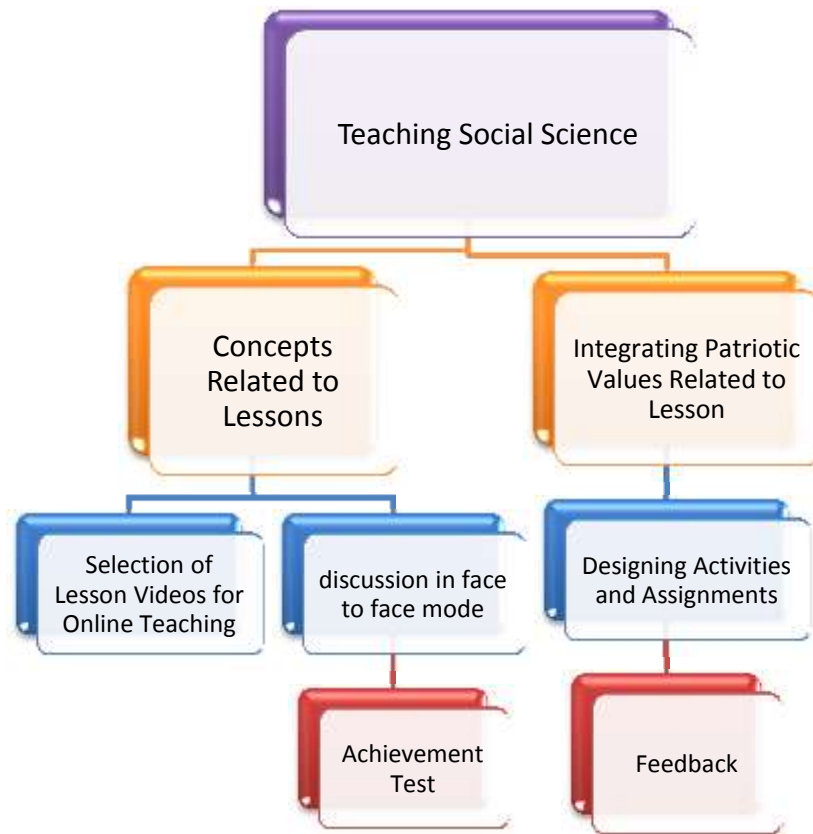 Teaching Social Science
Concepts
Related to
Lessons
Integrating Patriotic
Values Related to
Lesson
Selection of
Lesson Videos for
Online Teaching
discussion in face
to face mode
Designing Activities
and Assignments
Achievement
Test
Feedback